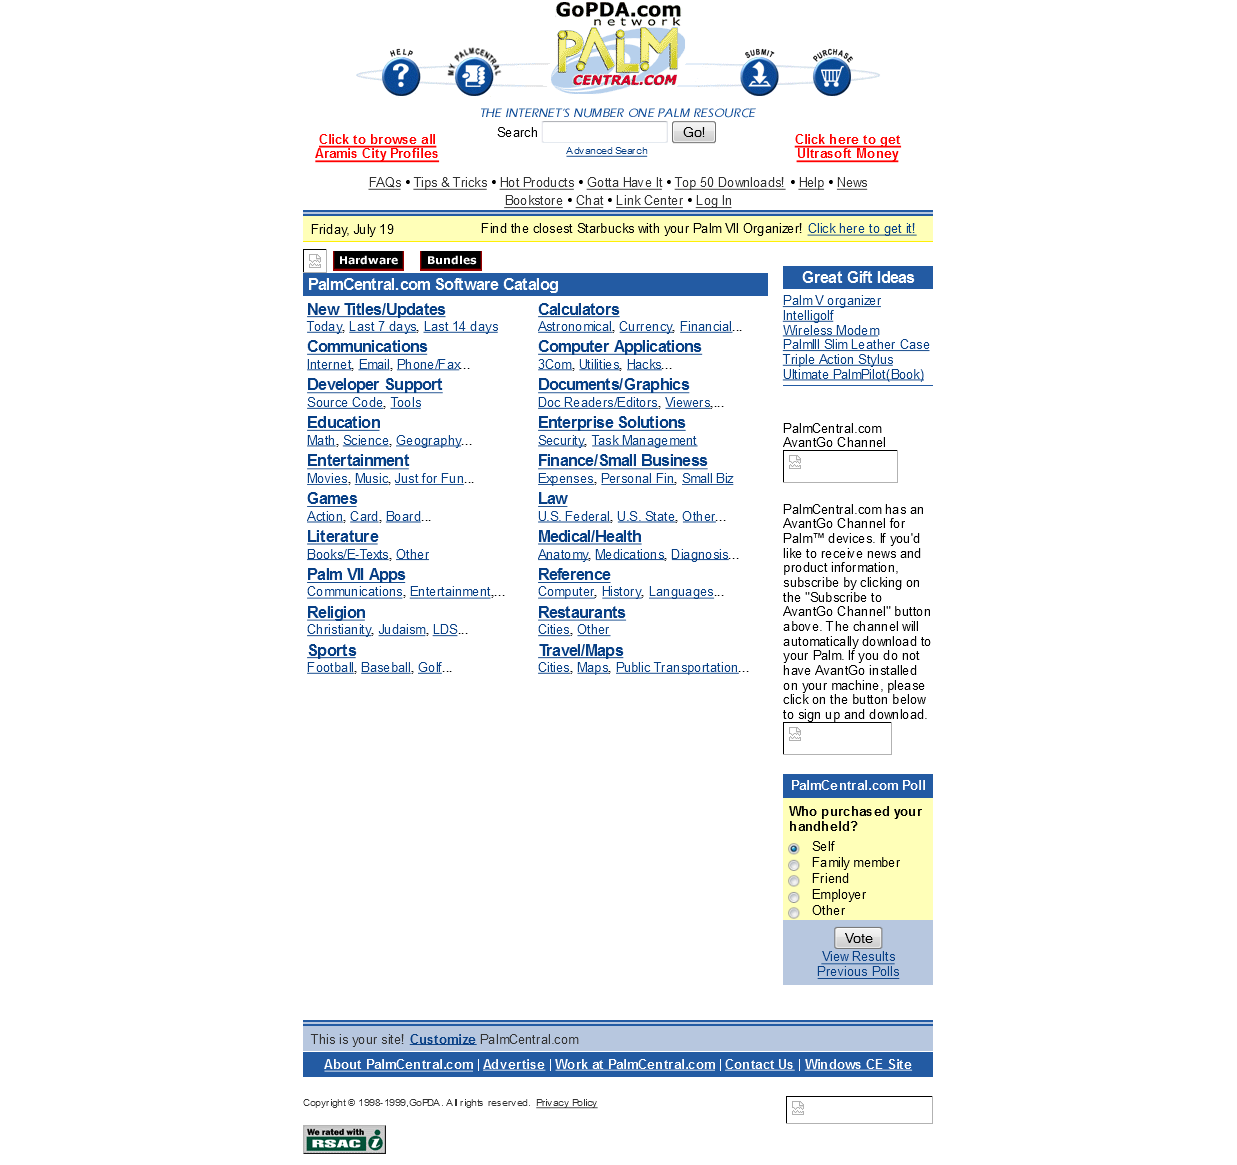 GoPDA.com
network
HELP
MY PALMCENTRAL
PALM
CENTRAL.COM
SUBMIT
PURCHASE
THE INTERNET'S NUMBER ONE PALM RESOURCE
Click to browse all
Aramis City Profiles
Search Go!
Advanced Search
Click here to get
Ultrasoft Money
FAQs • Tips & Tricks • Hot Products • Gotta Have It • Top 50 Downloads! • Help • News
Bookstore • Chat • Link Center • Log In
Friday, July 19
Find the closest Starbucks with your Palm VII Organizer! Click here to get it!
Hardware Bundles
PalmCentral.com Software Catalog
New Titles/Updates
Today, Last 7 days, Last 14 days
Communications
Internet, Email, Phone/Fax...
Developer Support
Source Code, Tools
Education
Math, Science, Geography...
Entertainment
Movies, Music, Just for Fun...
Games
Action, Card, Board...
Literature
Books/E-Texts, Other
Palm VII Apps
Communications, Entertainment,...
Religion
Christianity, Judaism, LDS...
Sports
Football, Baseball, Golf...
Calculators
Astronomical, Currency, Financial...
Computer Applications
3Com, Utilities, Hacks...
Documents/Graphics
Doc Readers/Editors, Viewers,...
Enterprise Solutions
Security, Task Management
Finance/Small Business
Expenses, Personal Fin, Small Biz
Law
U.S. Federal, U.S. State, Other...
Medical/Health
Anatomy, Medications, Diagnosis...
Reference
Computer, History, Languages...
Restaurants
Cities, Other
Travel/Maps
Cities, Maps, Public Transportation...
Great Gift Ideas
Palm V organizer
Intelligolf
Wireless Modem
PalmIII Slim Leather Case
Triple Action Stylus
Ultimate PalmPilot(Book)
PalmCentral.com
AvantGo Channel
PalmCentral.com has an
AvantGo Channel for
Palm™ devices. If you'd
like to receive news and
product information,
subscribe by clicking on
the "Subscribe to
AvantGo Channel" button
above. The channel will
automatically download to
your Palm. If you do not
have AvantGo installed
on your machine, please
click on the button below
to sign up and download.
PalmCentral.com Poll
Who purchased your
handheld?
Self
Family member
Friend
Employer
Other
Vote
View Results
Previous Polls
This is your site! Customize PalmCentral.com
About PalmCentral.com | Advertise | Work at PalmCentral.com | Contact Us | Windows CE Site
Copyright © 1998-1999,GoPDA. All rights reserved. Privacy Policy
We rated with
RSAC i